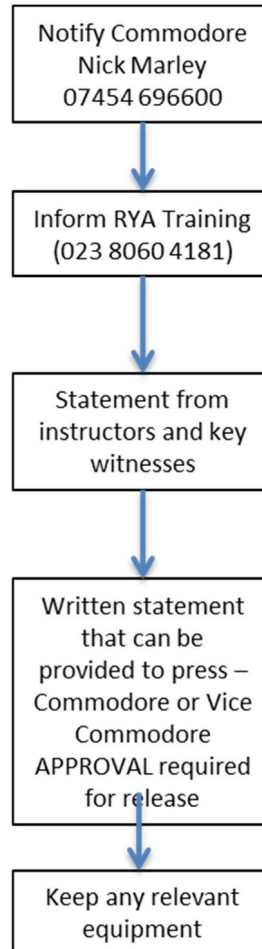 Notify Commodore
Nick Marley
07454 696600
Inform RYA Training
(023 8060 4181)
Statement from
instructors and key
witnesses
Written statement
that can be
provided to press –
Commodore or Vice
Commodore
APPROVAL required
for release
Keep any relevant
equipment